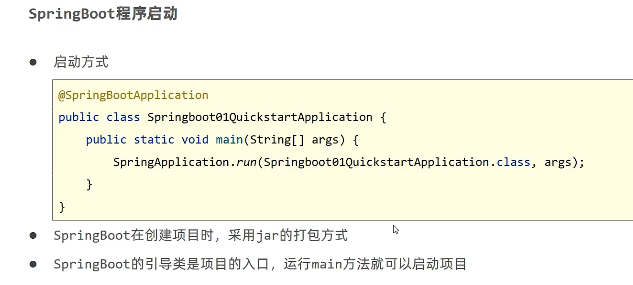 SpringBoot程序启动
● 启动方式
@SpringBootApplication
public class Springboot01QuickstartApplication {
    public static void main(String[] args) {
        SpringApplication.run(Springboot01QuickstartApplication.class, args);
    }
}
● SpringBoot在创建项目时，采用jar的打包方式
● SpringBoot的引导类是项目的入口，运行main方法就可以启动项目